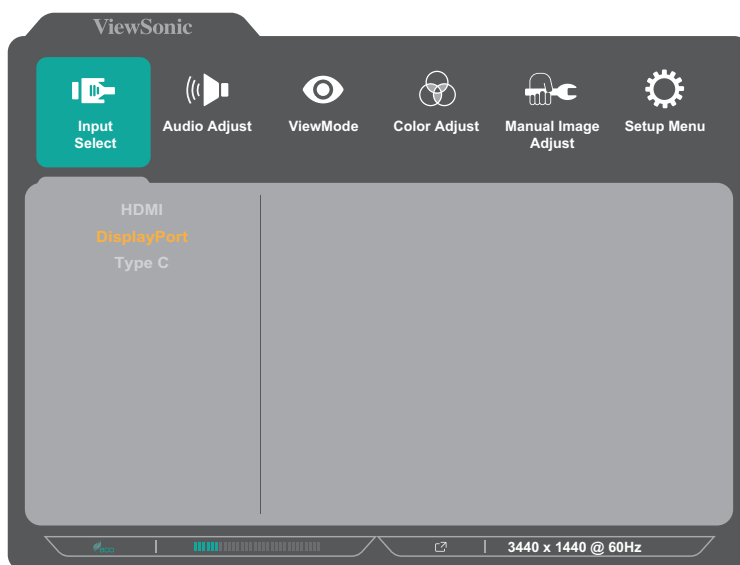 ViewSonic
Input Select
Audio Adjust
ViewMode
Color Adjust
Manual Image Adjust
Setup Menu
HDMI
DisplayPort
Type C
ECO
3440 x 1440 @ 60Hz